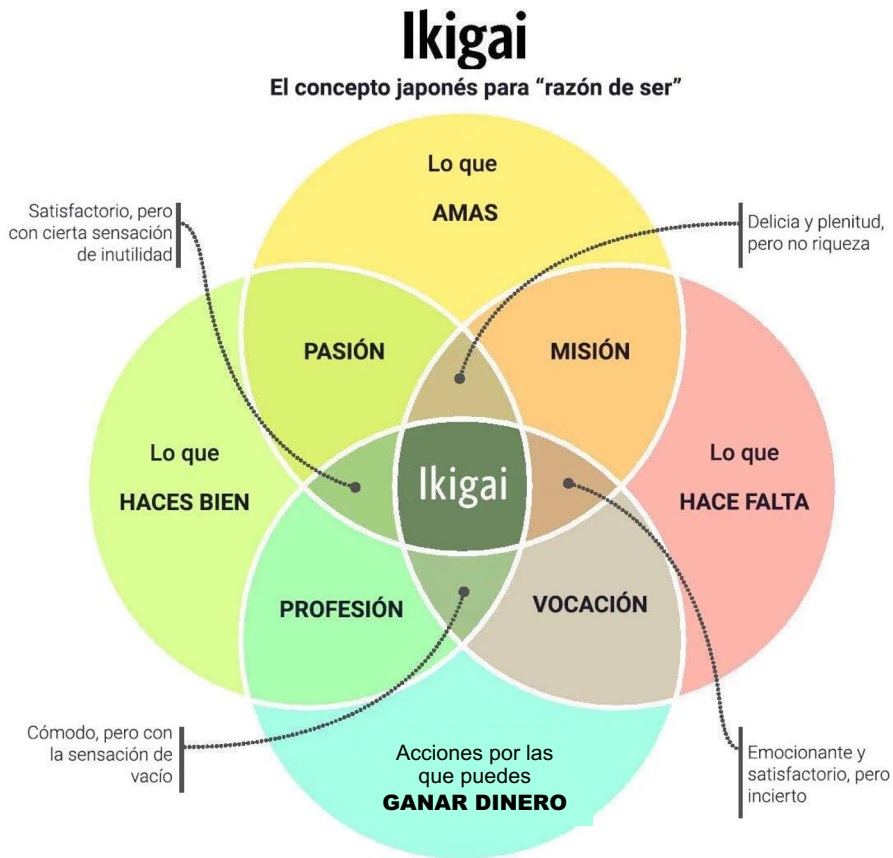 Ikigai
El concepto japonés para “razón de ser”
Lo que
AMAS
Satisfactorio, pero
con cierta sensación
de inutilidad
Delicia y plenitud,
pero no riqueza
PASIÓN
MISIÓN
Lo que
HACES BIEN
Ikigai
Lo que
HACE FALTA
PROFESIÓN
VOCACIÓN
Cómodo, pero con
la sensación de
vacío
Acciones por las
que puedes
GANAR DINERO
Emocionante y
satisfactorio, pero
incierto